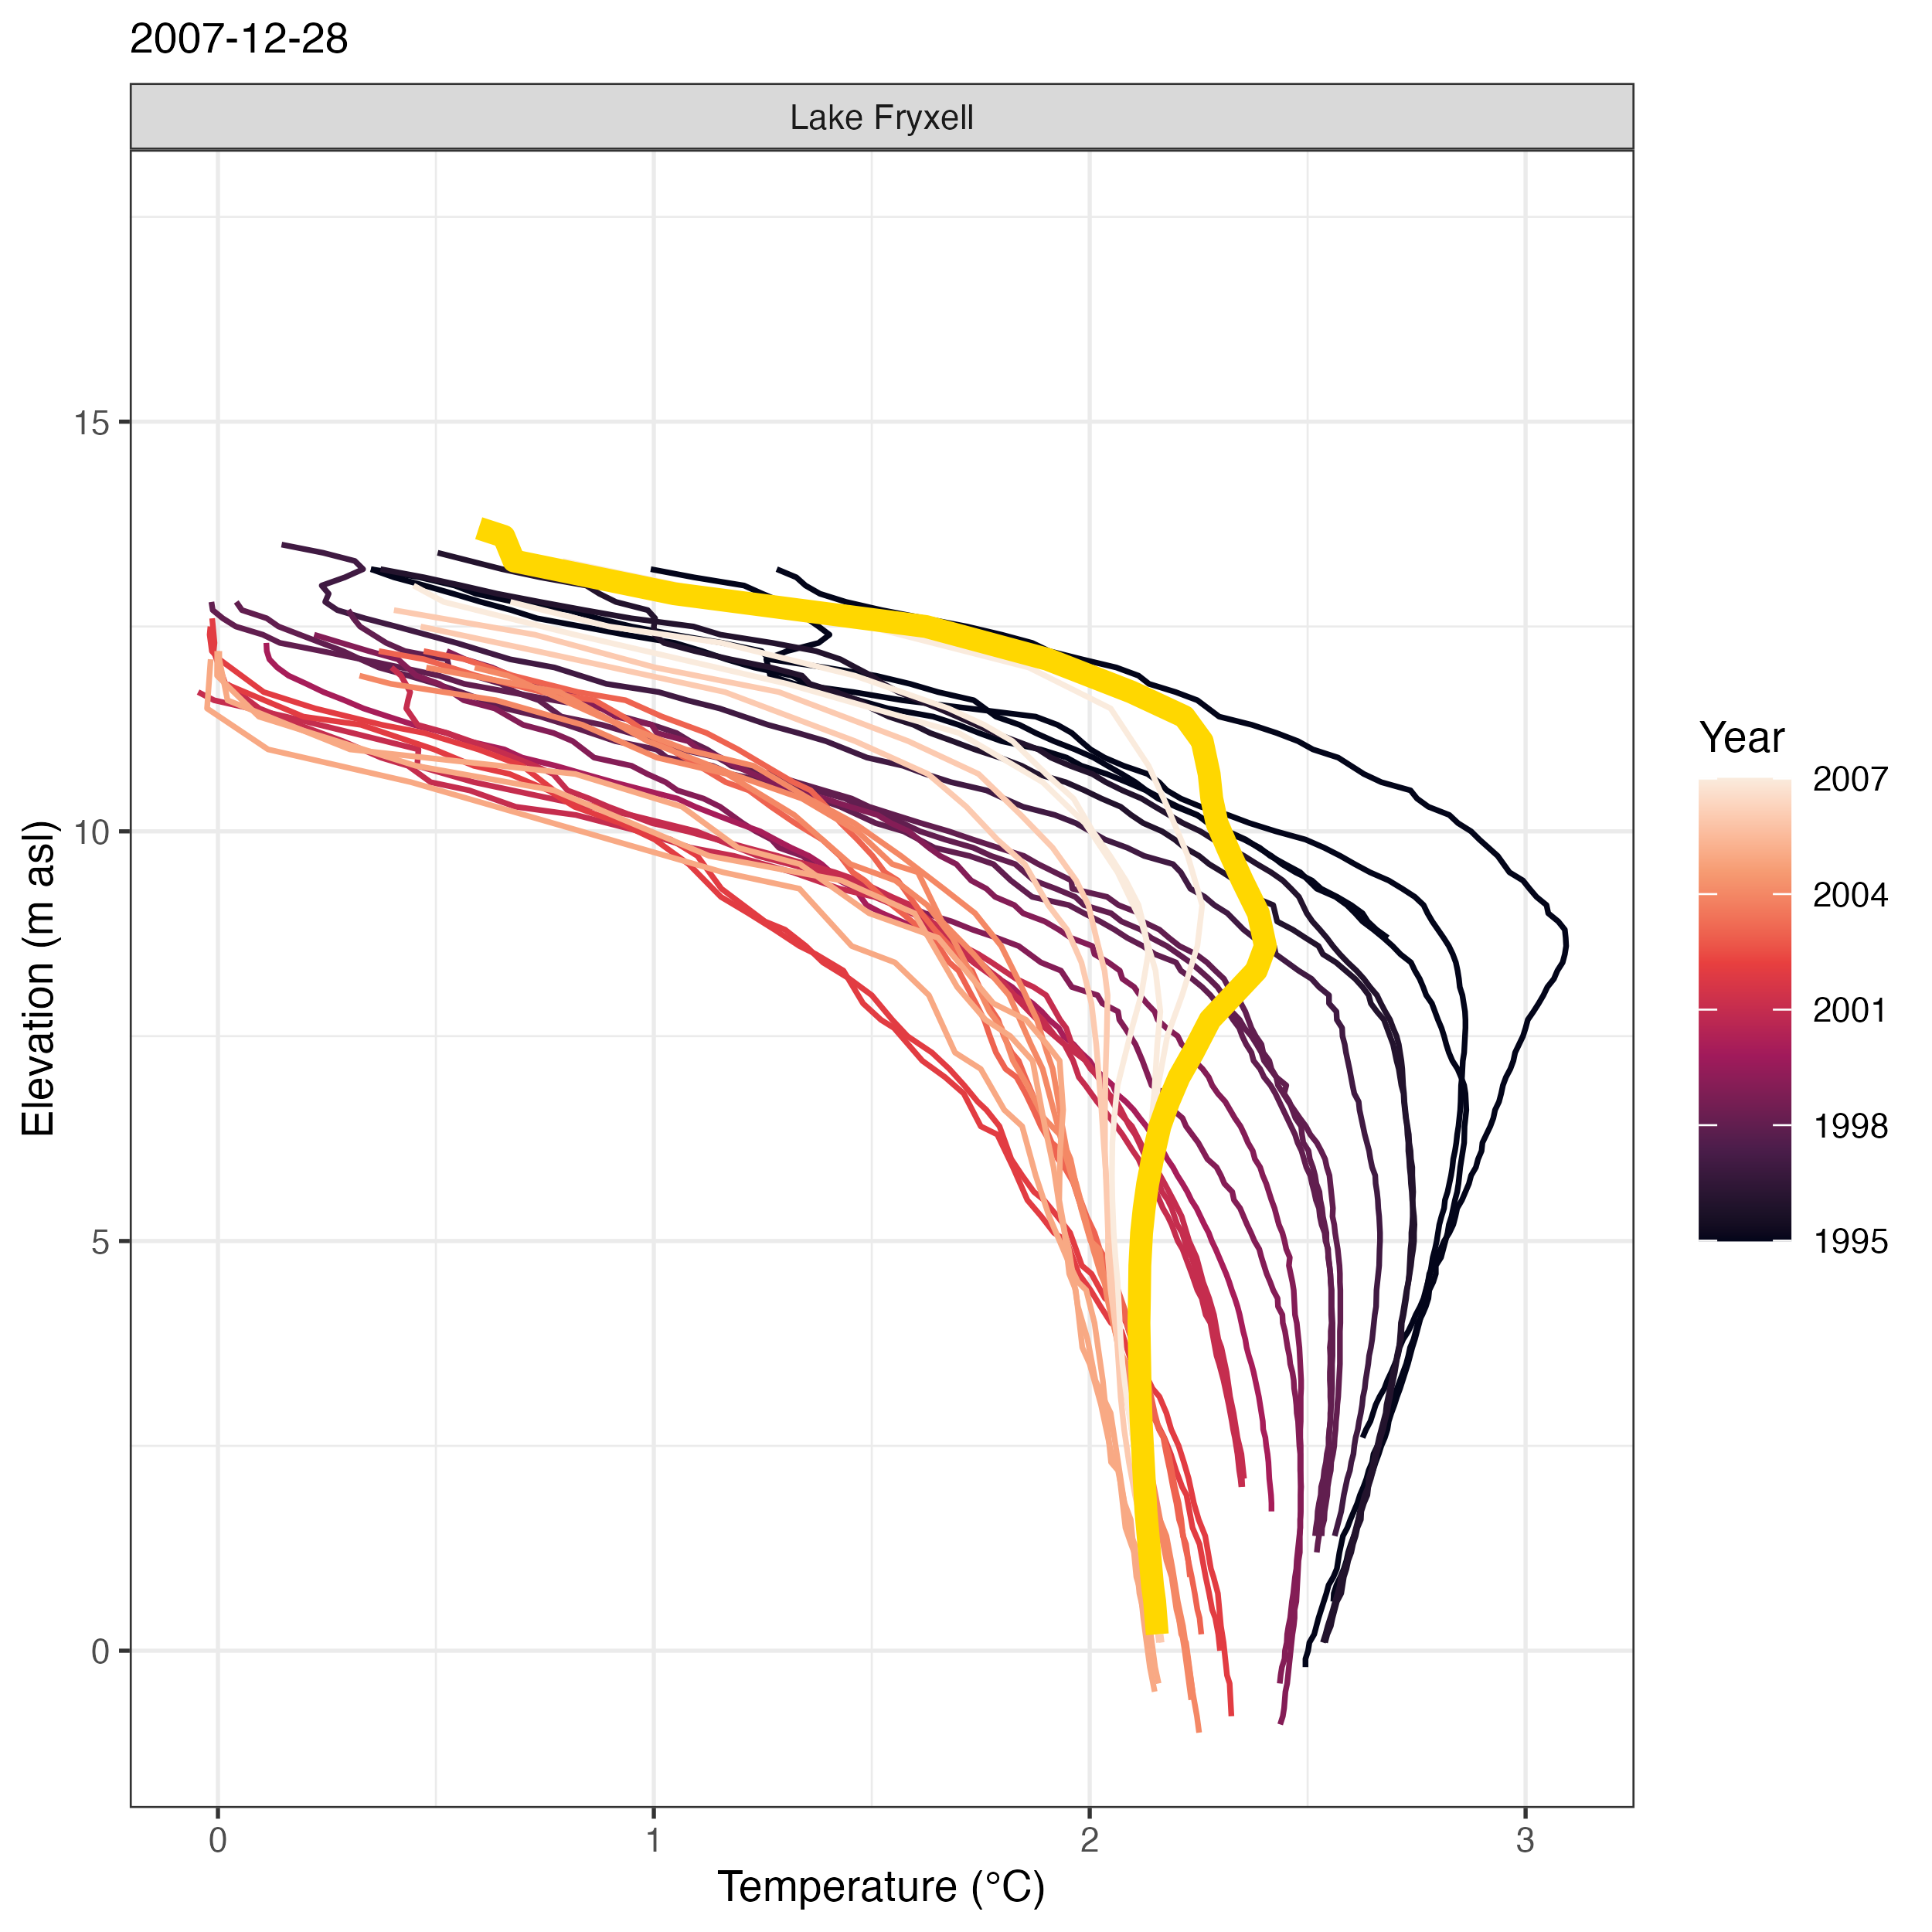 2007-12-28
Lake Fryxell
Elevation (m asl)
15
10
5
0
0 1 2 3
Temperature (°C)
Year
2007
2004
2001
1998
1995